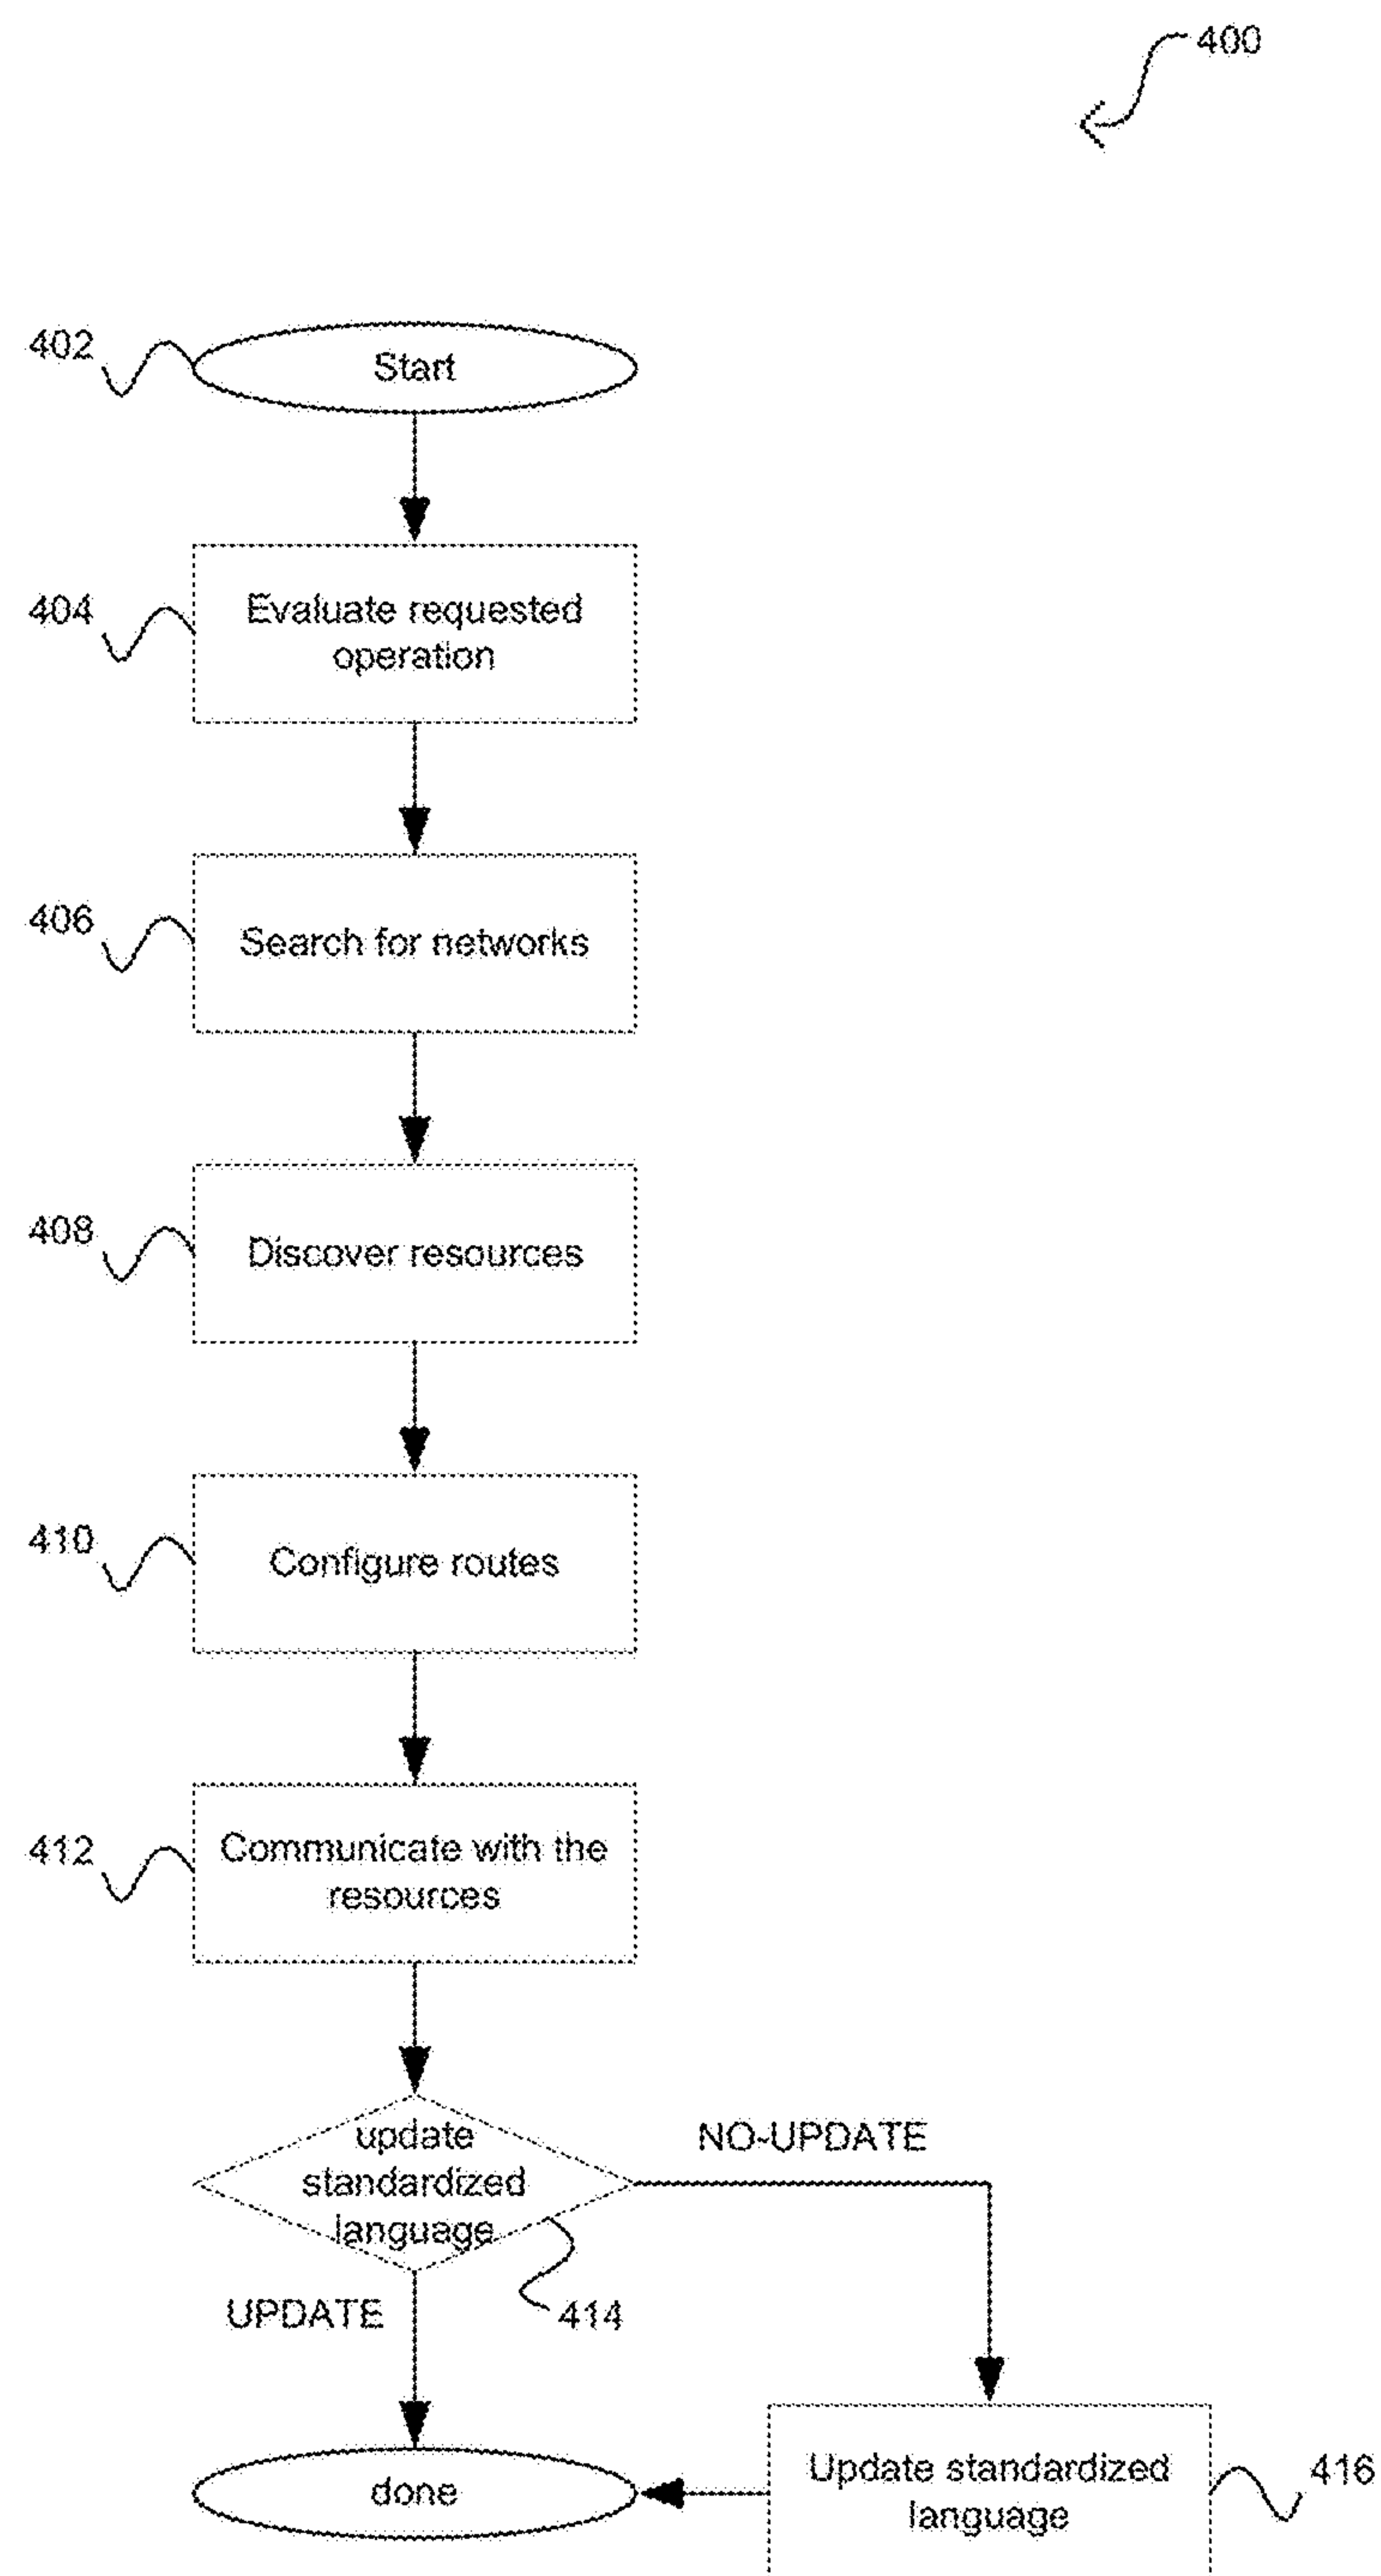 400
402
Start
404
Evaluate requested
operation
406
Search for networks
408
Discover resources
410
Configure routes
412
Communicate with the
resources
update
standardized
language
NO-UPDATE
UPDATE
414
done
Update standardized
language
416